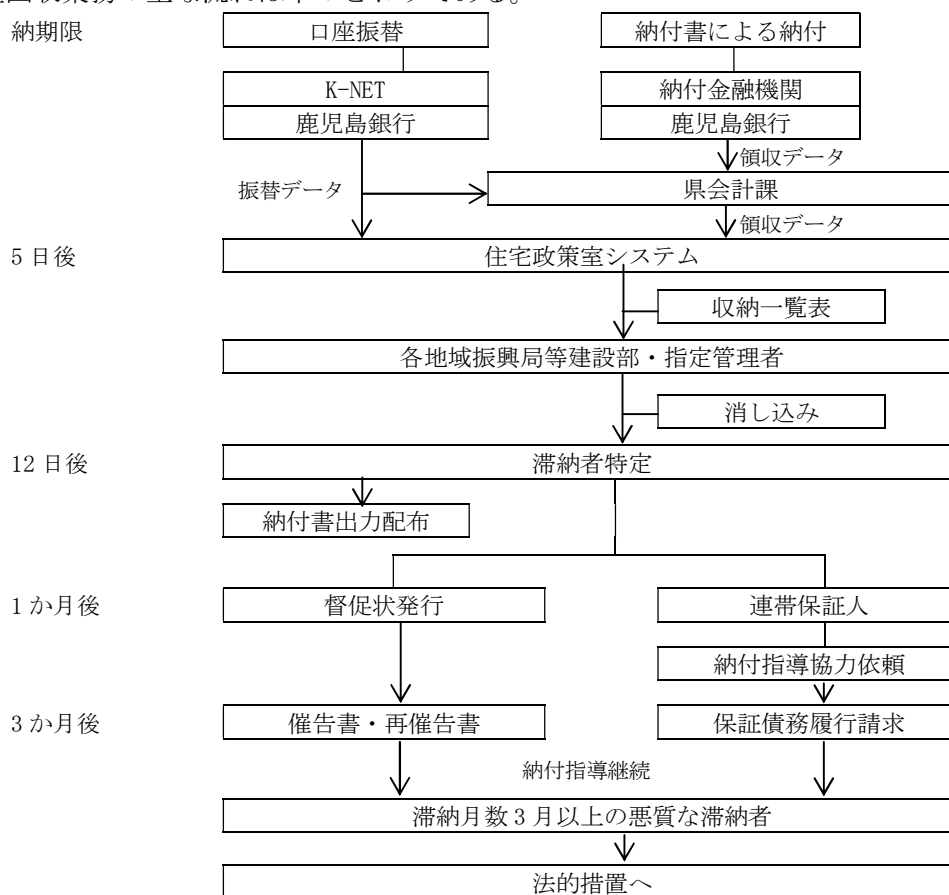 納期限
口座振替
納付書による納付
K-NET
納付金融機関
鹿児島銀行
鹿児島銀行
領収データ
振替データ
県会計課
領収データ
5日後
住宅政策室システム
収納一覧表
各地域振興局等建設部・指定管理者
消し込み
12日後
滞納者特定
納付書出力配布
1か月後
督促状発行
連帯保証人
納付指導協力依頼
3か月後
催告書・再催告書
保証債務履行請求
納付指導継続
滞納月数3月以上の悪質な滞納者
法的措置へ